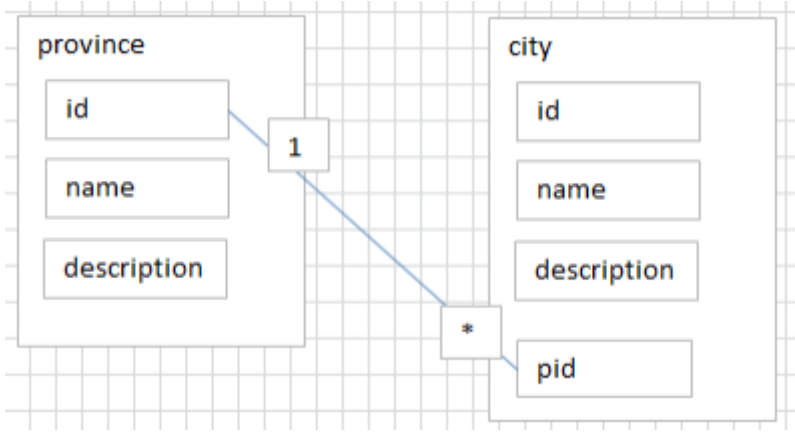 province
id
name
description
1
*
city
id
name
description
pid